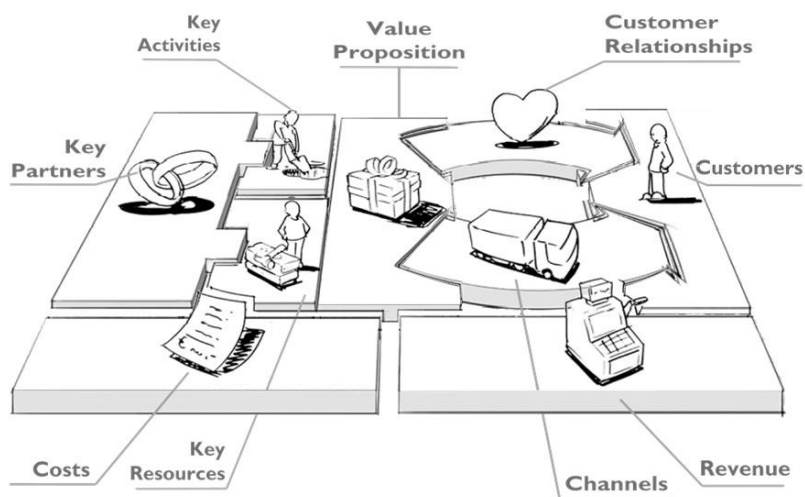 Key
Activities
Value
Proposition
Customer
Relationships
Key
Partners
Customers
Costs
Key
Resources
Channels
Revenue